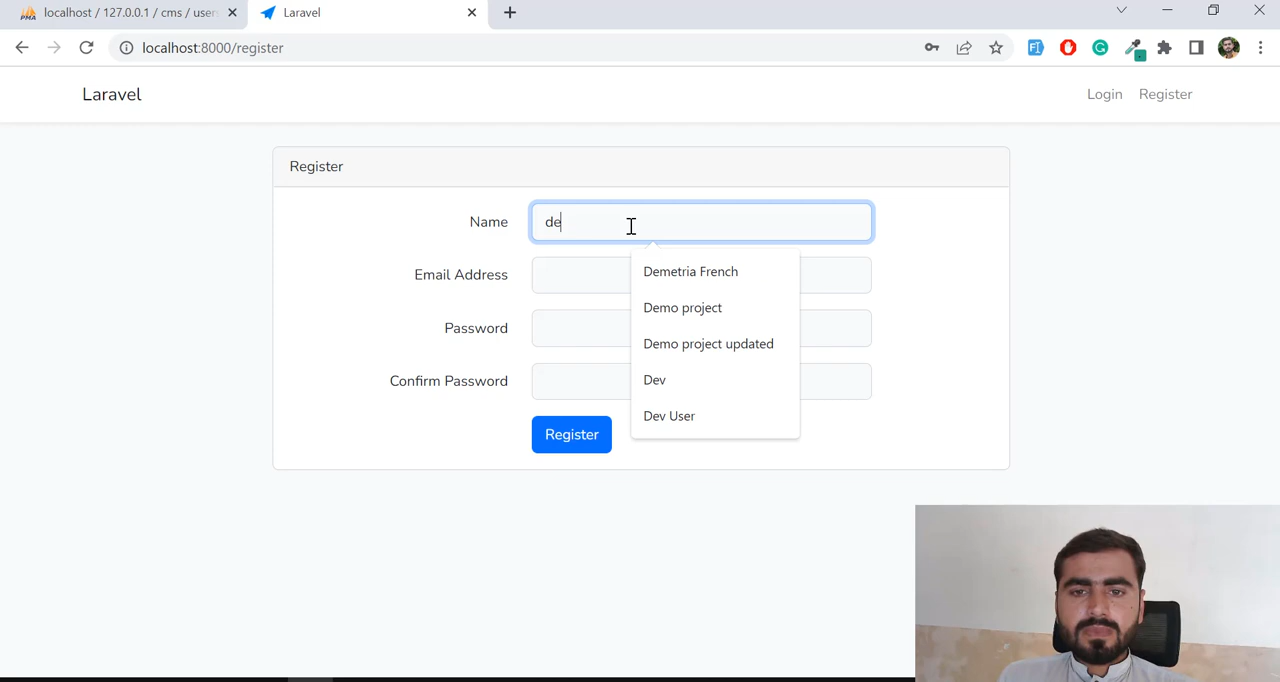 PMA localhost / 127.0.0.1 / cms / user
Laravel
localhost:8000/register
Laravel
Login Register
Register
Name de
Email Address
Password
Confirm Password
Demetria French
Demo project
Demo project updated
Dev
Dev User
Register